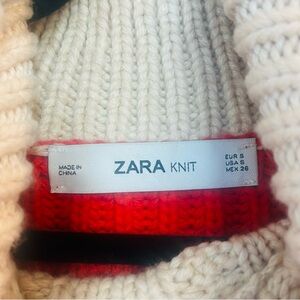 MADE IN
CHINA
ZARA KNIT
EUR S
USA S
MEX 26